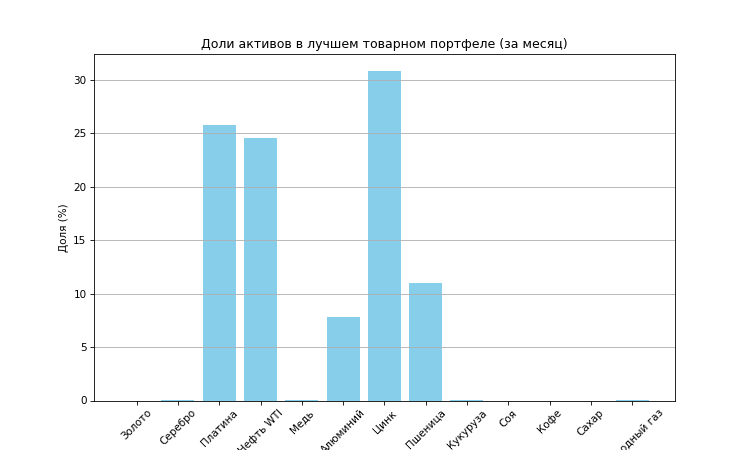 Доли активов в лучшем товарном портфеле (за месяц)
Доля (%)
30
25
20
15
10
5
0
Золото
Серебро
Платина
Нефть WTI
Медь
Алюминий
Цинк
Пшеница
Кукуруза
Соя
Кофе
Сахар
газ